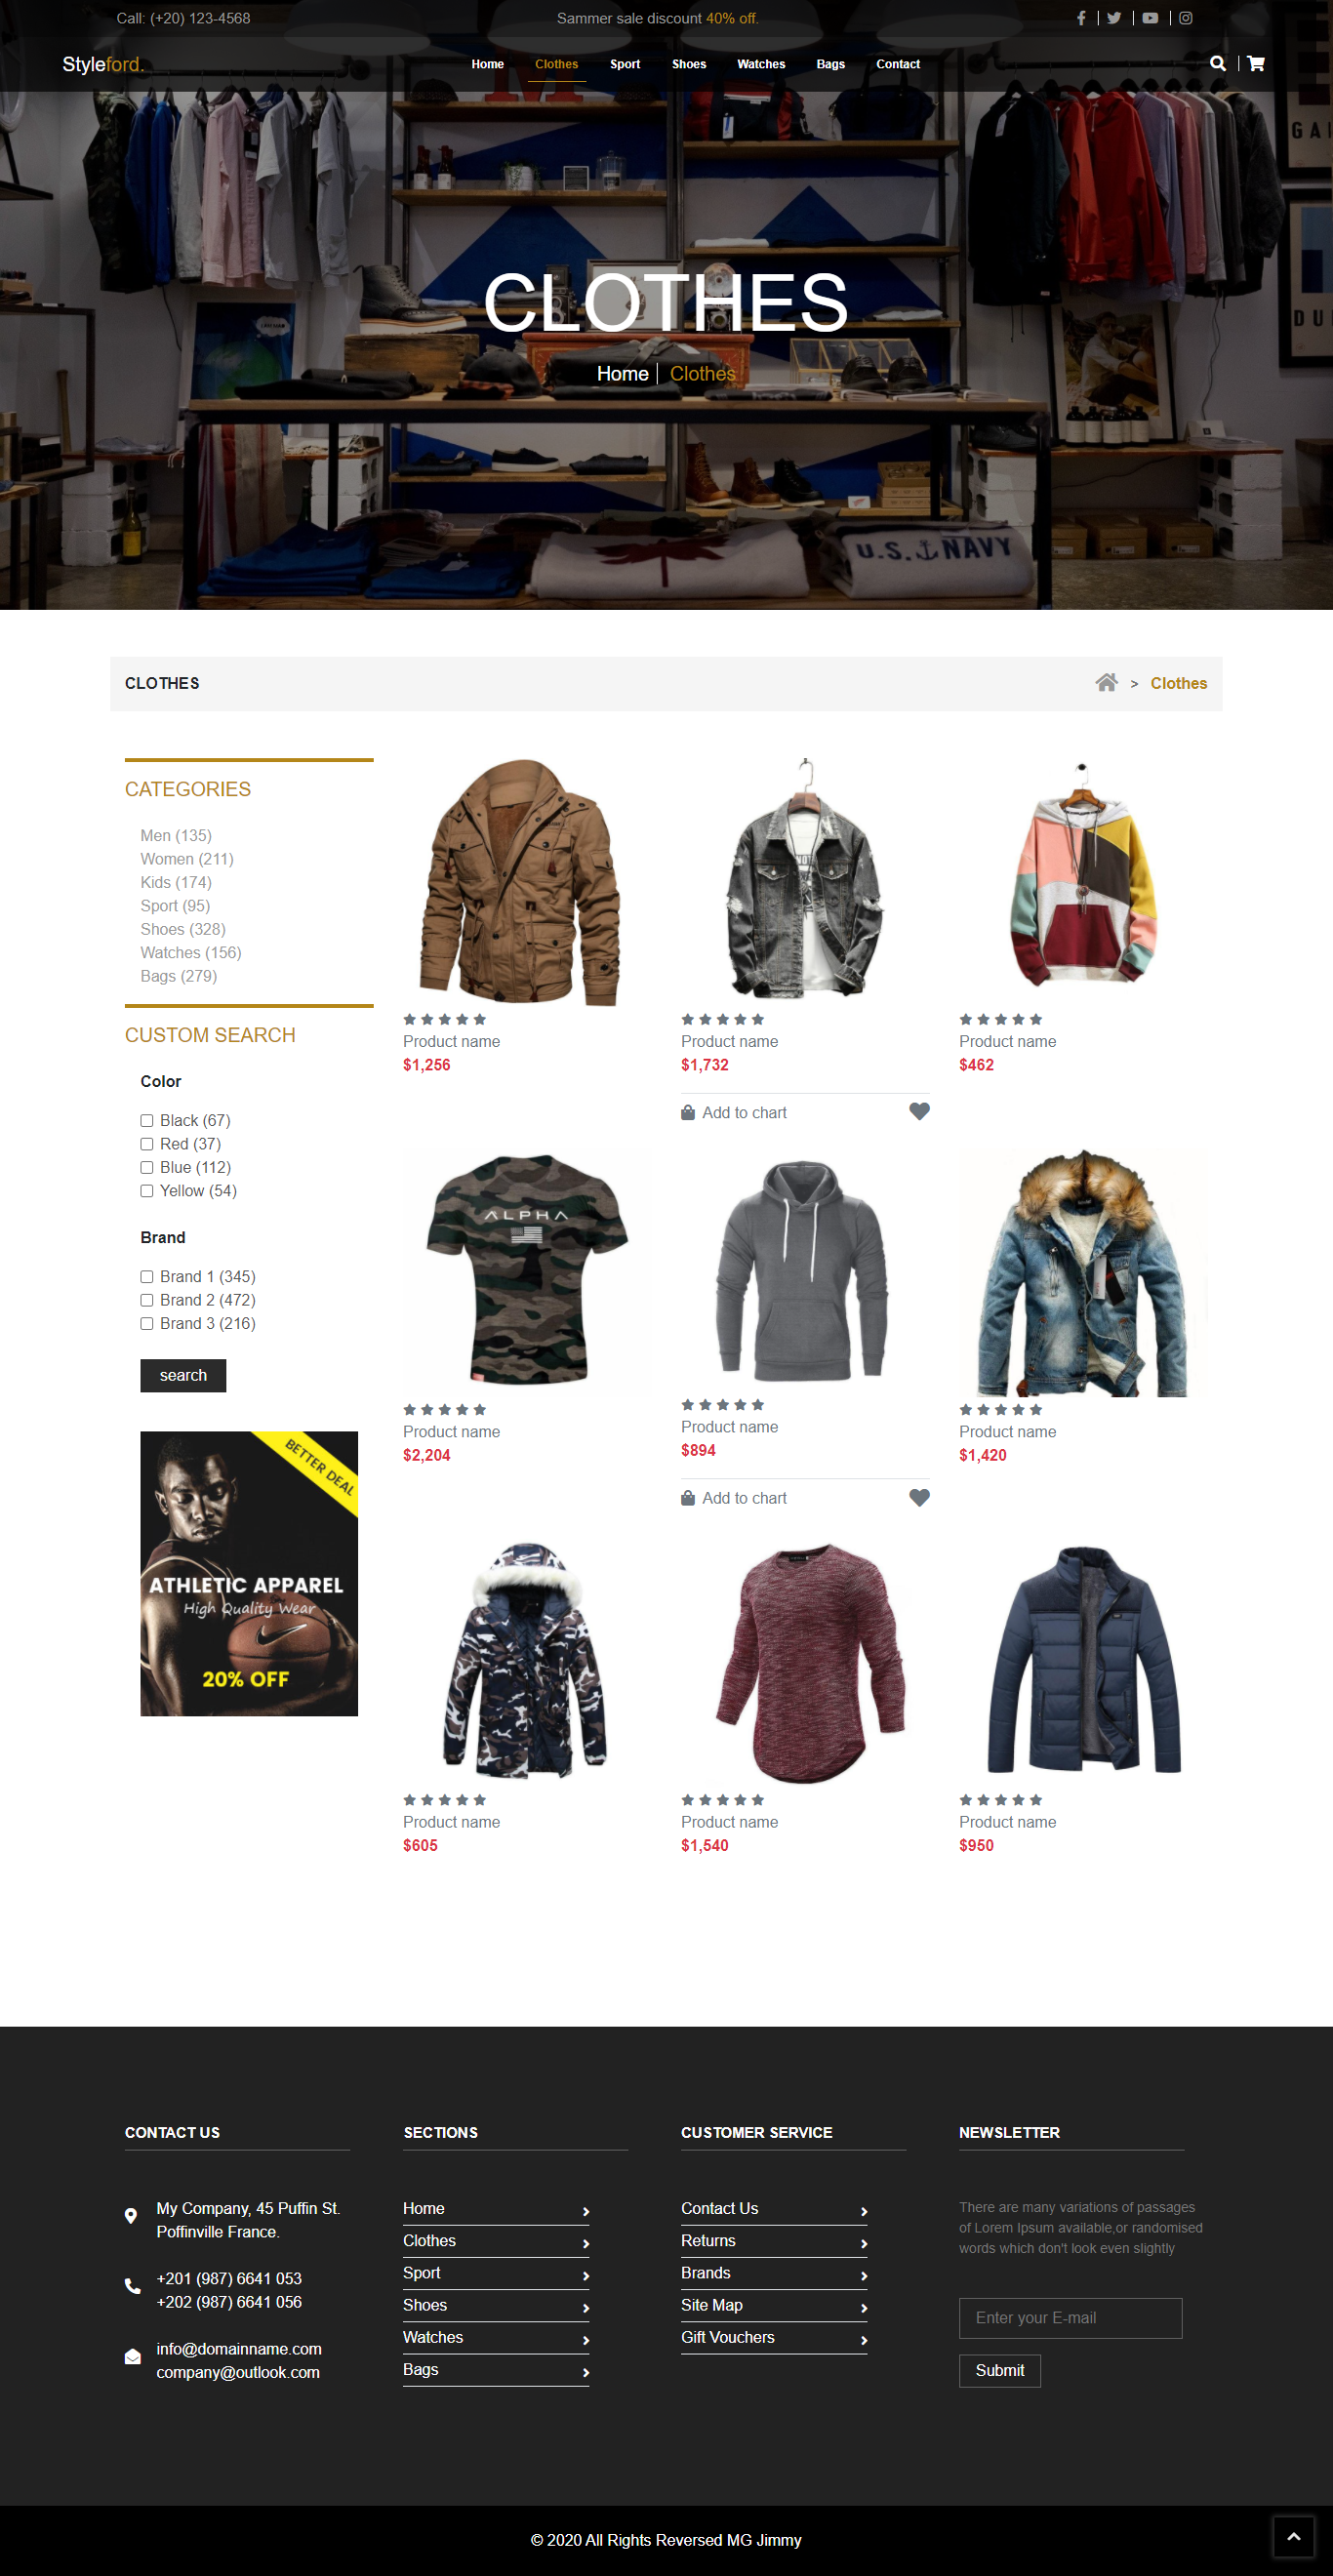 Call: (+20) 123-4568
Sammer sale discount 40% off.
Styleford.
Home Clothes Sport Shoes Watches Bags Contact
GA
DU
CLOTHES
Home | Clothes
U.S. NAVY
CLOTHES
> Clothes
CATEGORIES
Men (135)
Women (211)
Kids (174)
Sport (95)
Shoes (328)
Watches (156)
Bags (279)
CUSTOM SEARCH
Color
Black (67)
Red (37)
Blue (112)
Yellow (54)
Brand
Brand 1 (345)
Brand 2 (472)
Brand 3 (216)
search
BETTER DEAL
ATHLETIC APPAREL
High Quality Wear
20% OFF
Product name
$1,256
Product name
$1,732
Add to chart
Product name
$462
ALPHA
Product name
$2,204
Product name
$894
Add to chart
Product name
$1,420
Product name
$605
Product name
$1,540
Product name
$950
CONTACT US
My Company, 45 Puffin St.
Poffinville France.
+201 (987) 6641 053
+202 (987) 6641 056
info@domainname.com
company@outlook.com
SECTIONS
Home
Clothes
Sport
Shoes
Watches
Bags
CUSTOMER SERVICE
Contact Us
Returns
Brands
Site Map
Gift Vouchers
NEWSLETTER
There are many variations of passages
of Lorem Ipsum available,or randomised
words which don't look even slightly
Enter your E-mail
Submit
© 2020 All Rights Reversed MG Jimmy